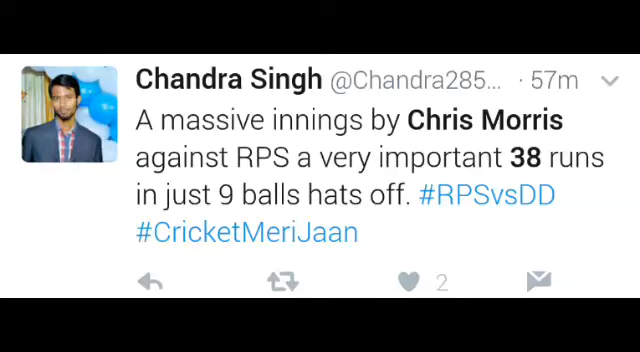 Chandra Singh @Chandra285... · 57m
A massive innings by Chris Morris
against RPS a very important 38 runs
in just 9 balls hats off. #RPSvsDD
#CricketMeriJaan
2